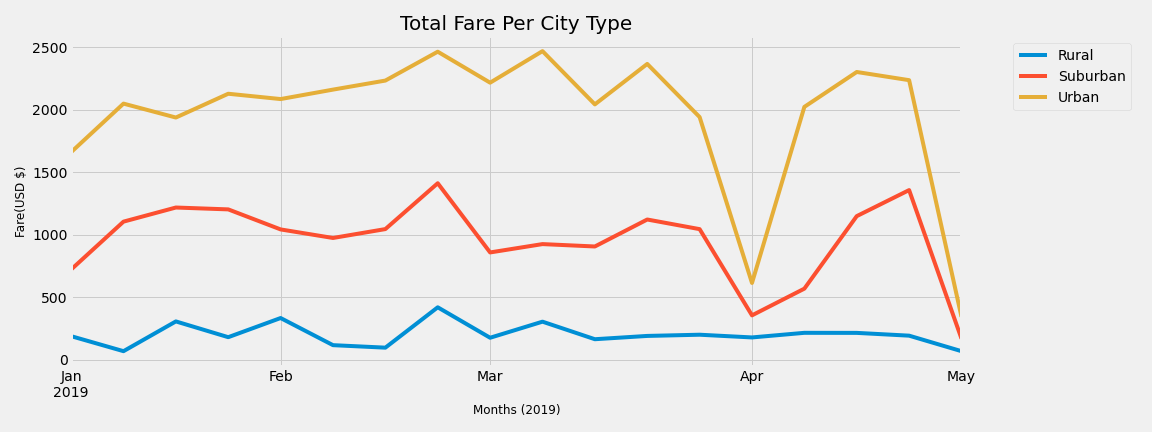 Total Fare Per City Type
Rural
Suburban
Urban
2500
2000
1500
1000
500
0
Fare(USD $)
Jan
2019
Feb
Mar
Apr
May
Months (2019)